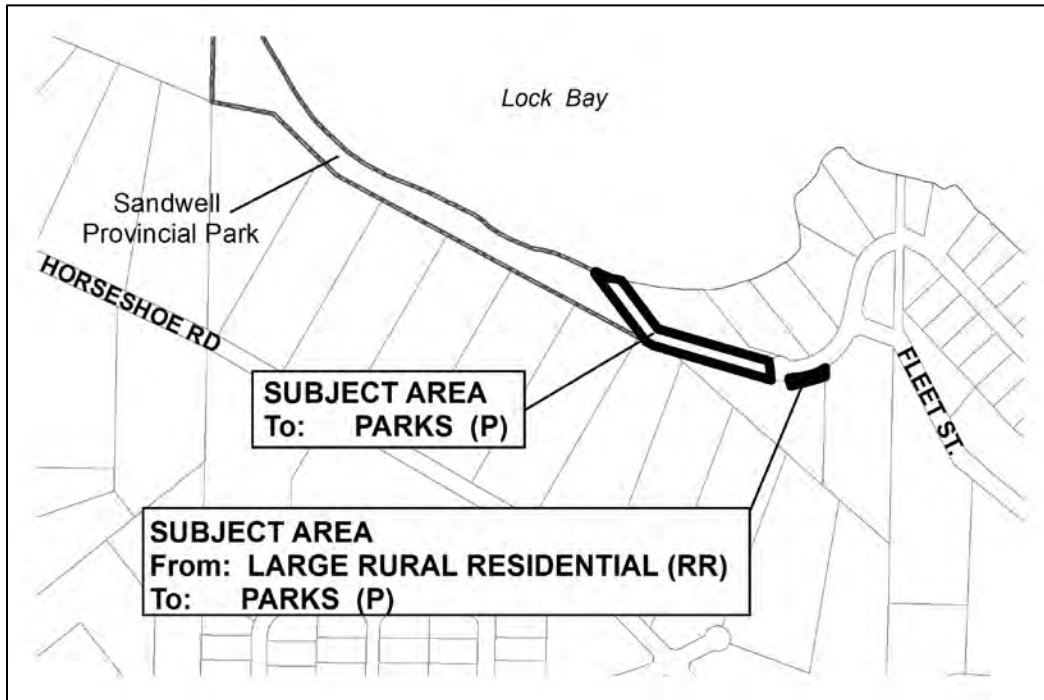 Lock Bay
Sandwell
Provincial Park
HORSESHOE RD
FLEET ST.
SUBJECT AREA
To: PARKS (P)
SUBJECT AREA
From: LARGE RURAL RESIDENTIAL (RR)
To: PARKS (P)